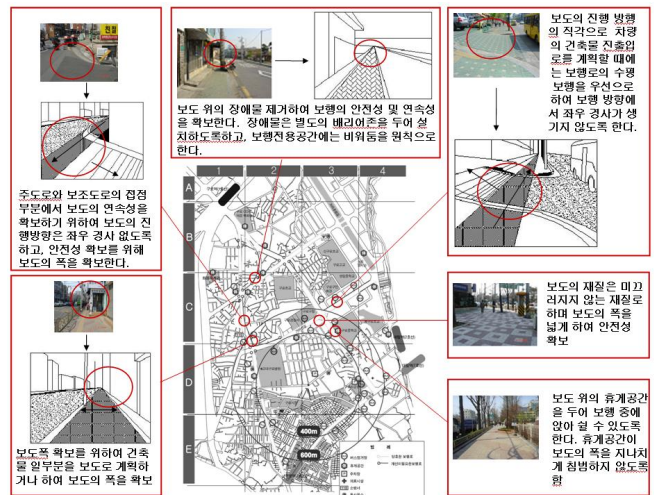 주도로와 보조도로의 접점
부분에서 보도의 연속성을
확보하기 위하여 보도의 진
행방향은 좌우 경사 없도록
하고, 안전성 확보를 위해
보도의 폭을 확보한다.
보도 위의 장애물 제거하여 보행의 안전성 및 연속성
을 확보한다. 장애물은 별도의 배리어존을 두어 설
치하도록하고, 보행전용공간에는 비워둠을 원칙으로
한다.
보도의 진행 방향
의 직각으로 차량
의 건축물 진출입
로를 계획할 때에
는 보행로의 수평
보행을 우선으로
하여 보행 방향에
서 좌우 경사가 생
기지 않도록 한다.
보도폭 확보를 위하여 건축
물 일부분을 보도로 계획하
거나 하여 보도의 폭을 확보
보도의 재질은 미끄
러지지 않는 재질로
하며 보도의 폭을
넓게 하여 안전성
확보
보도 위의 휴게공간
을 두어 보행 중에
앉아 쉴 수 있도록
한다. 휴게공간이
보도의 폭을 지나치
게 침범하지 않도록
함
1 2 3 4
A
B
C
D
E
400m
600m
범 례